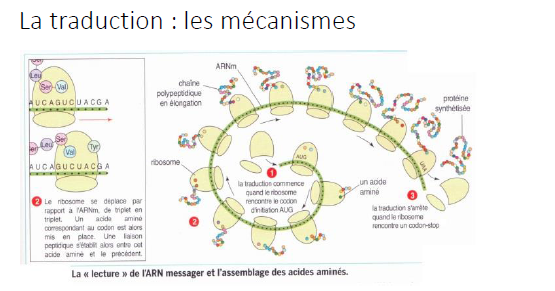 La traduction : les mécanismes
Leu
Ser
Val
AUCAGUCUACGA
Ser
Leu
Val
Tyr
AUCAGUCUACGA
2 Le ribosome se déplace par
rapport à l'ARNm, de triplet en
triplet. Un acide aminé
correspondant au codon est alors
mis en place. Une liaison
peptidique s'établit alors entre cet
acide aminé et le précédent.
ARNm
chaîne
polypeptidique
en élongation
protéine
synthétisée
ribosome
AUG
1
la traduction commence
quand le ribosome
rencontre le codon
d'initiation AUG
un acide
aminé
2
3
la traduction s'arrête
quand le ribosome
rencontre un codon-stop
La « lecture » de l'ARN messager et l'assemblage des acides aminés.